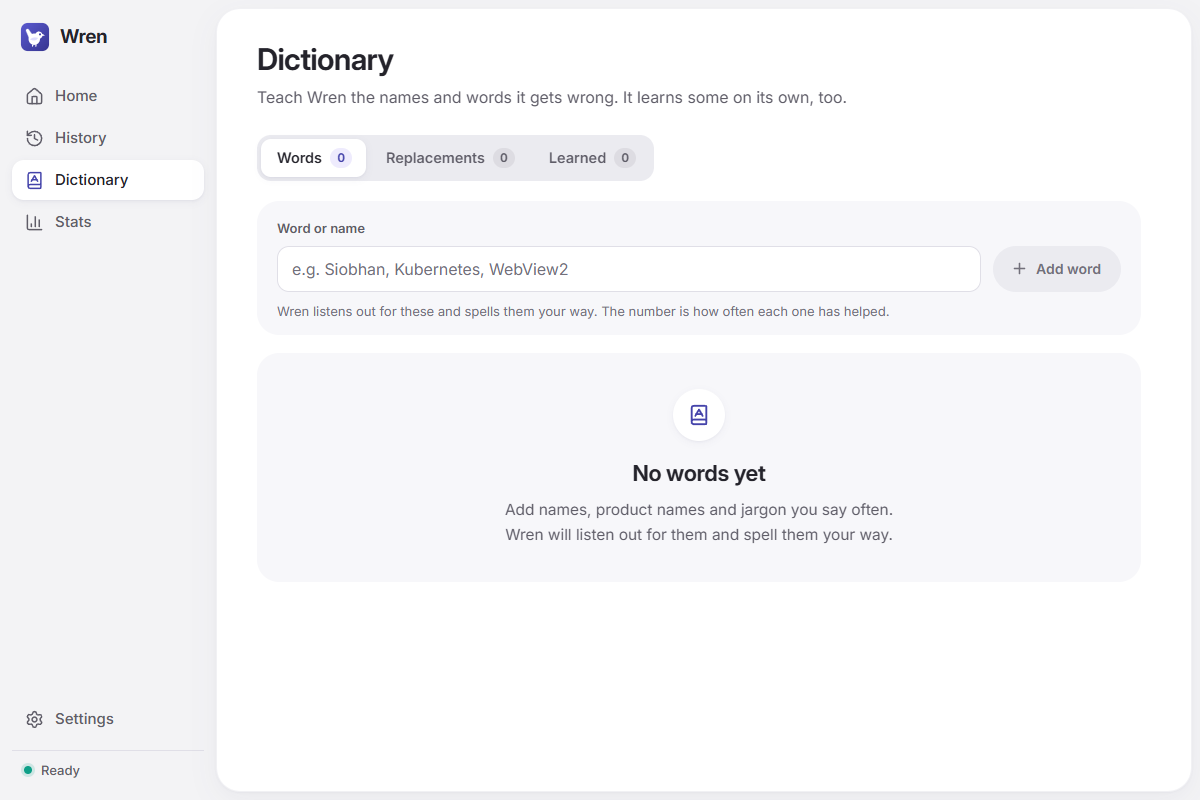 Wren
Home
History
Dictionary
Stats
Settings
Ready
Dictionary
Teach Wren the names and words it gets wrong. It learns some on its own, too.
Words 0 Replacements 0 Learned 0
Word or name
e.g. Siobhan, Kubernetes, WebView2
+ Add word
Wren listens out for these and spells them your way. The number is how often each one has helped.
No words yet
Add names, product names and jargon you say often.
Wren will listen out for them and spell them your way.